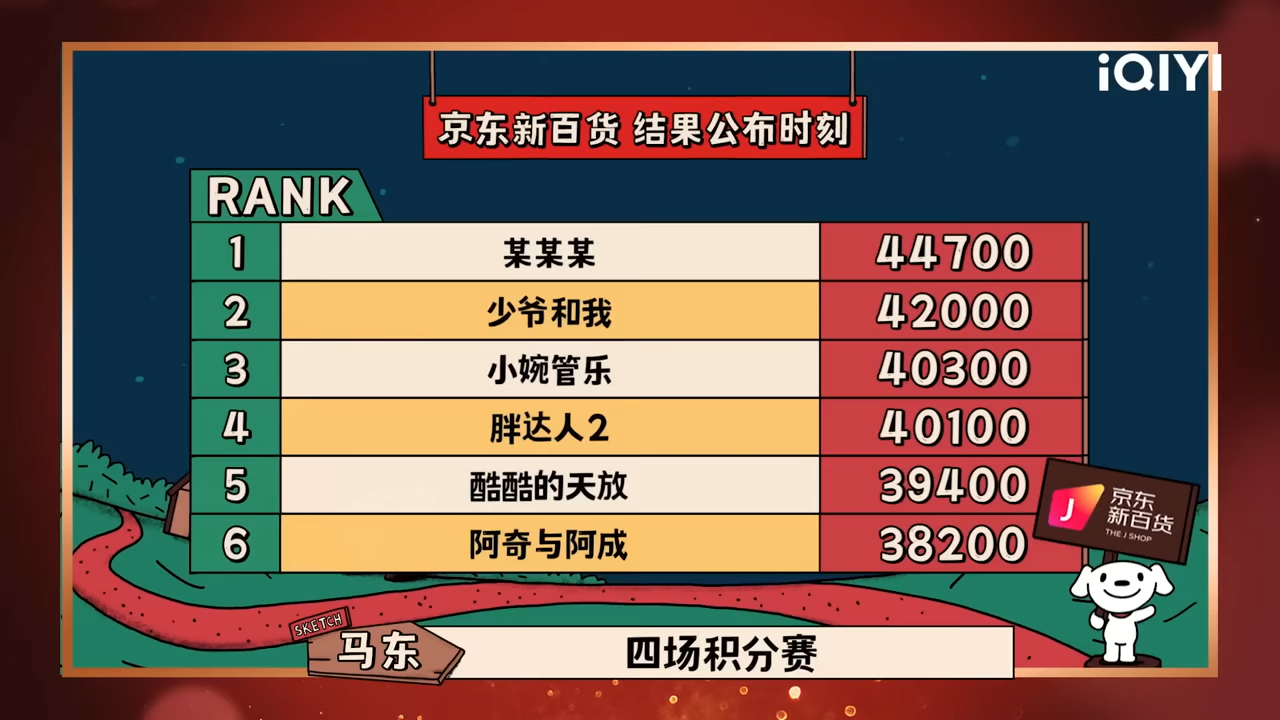 iQIYI
京东新百货 结果公布时刻
RANK
1 某某某 44700
2 少爷和我 42000
3 小婉管乐 40300
4 胖达人2 40100
5 酷酷的天放 39400
6 阿奇与阿成 38200
J 京东
新百货
THE J SHOP
SKETCH
马东 四场积分赛